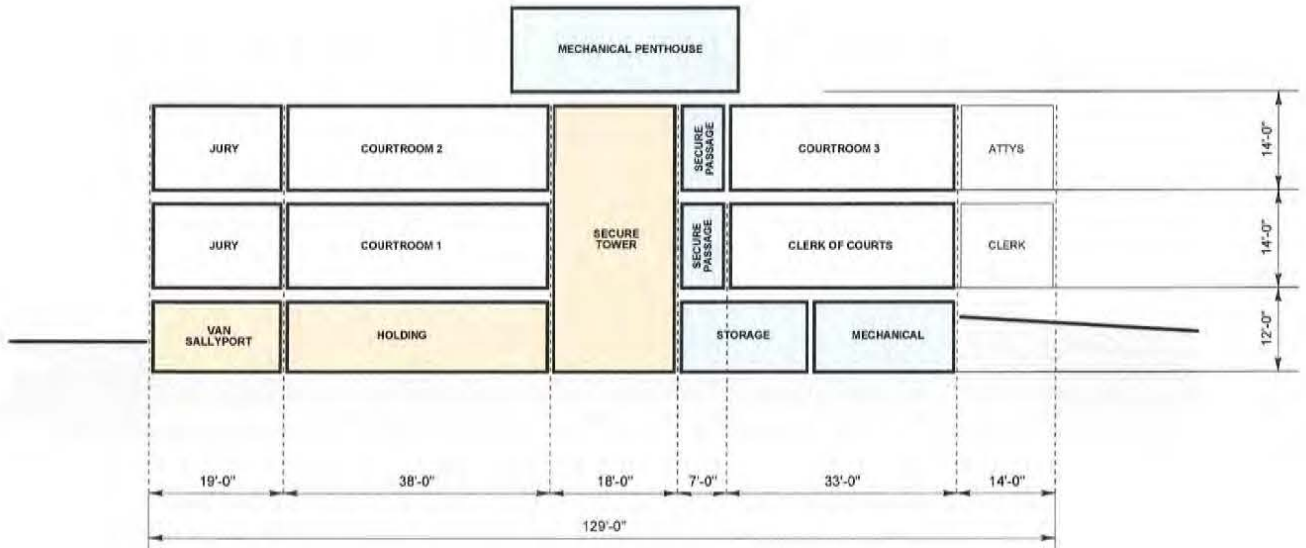 MECHANICAL PENTHOUSE
JURY
COURTROOM 2
SECURE
PASSAGE
COURTROOM 3
ATTYS
14'-0"
JURY
COURTROOM 1
SECURE
TOWER
SECURE
PASSAGE
CLERK OF COURTS
CLERK
14'-0"
VAN
SALLYPORT
HOLDING
STORAGE
MECHANICAL
12'-0"
19'-0"
38'-0"
18'-0"
7'-0"
33'-0"
14'-0"
129'-0"